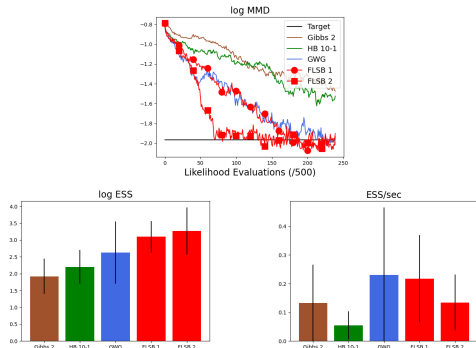 log MMD
Target
Gibbs 2
HB 10-1
GWG
FLSB 1
FLSB 2
−0.8
−1.0
−1.2
−1.4
−1.6
−1.8
−2.0
0 50 100 150 200 250
Likelihood Evaluations (/500)
log ESS
4.0
3.5
3.0
2.5
2.0
1.5
1.0
0.5
0.0
Gibbs 2 HB 10-1 GWG FLSB 1 FLSB 2
ESS/sec
0.4
0.3
0.2
0.1
0.0
Gibbs 2 HB 10-1 GWG FLSB 1 FLSB 2